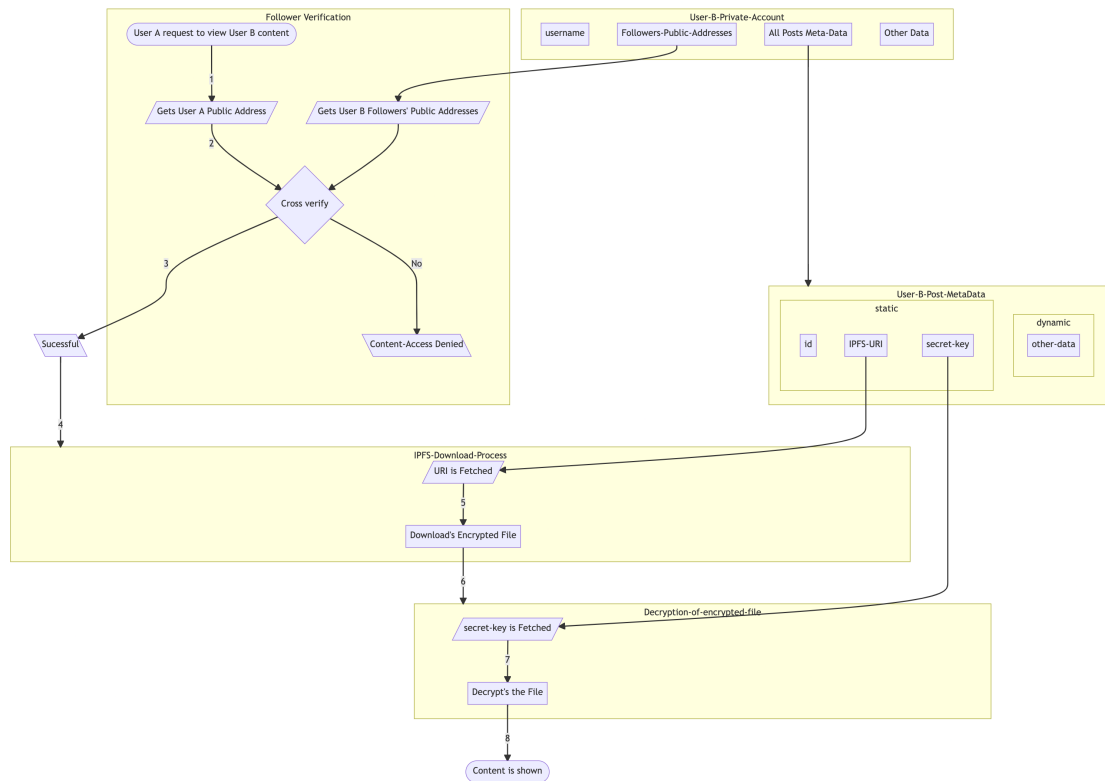 Follower Verification
User-B-Private-Account
User A request to view User B content
username
Followers-Public-Addresses
All Posts Meta-Data
Other Data
1
Gets User A Public Address
Gets User B Followers' Public Addresses
2
Cross verify
3
No
User-B-Post-MetaData
static
dynamic
Sucessful
Content-Access Denied
id
IPFS-URI
secret-key
other-data
4
IPFS-Download-Process
URI is Fetched
5
Download's Encrypted File
6
Decryption-of-encrypted-file
secret-key is Fetched
7
Decrypt's the File
8
Content is shown